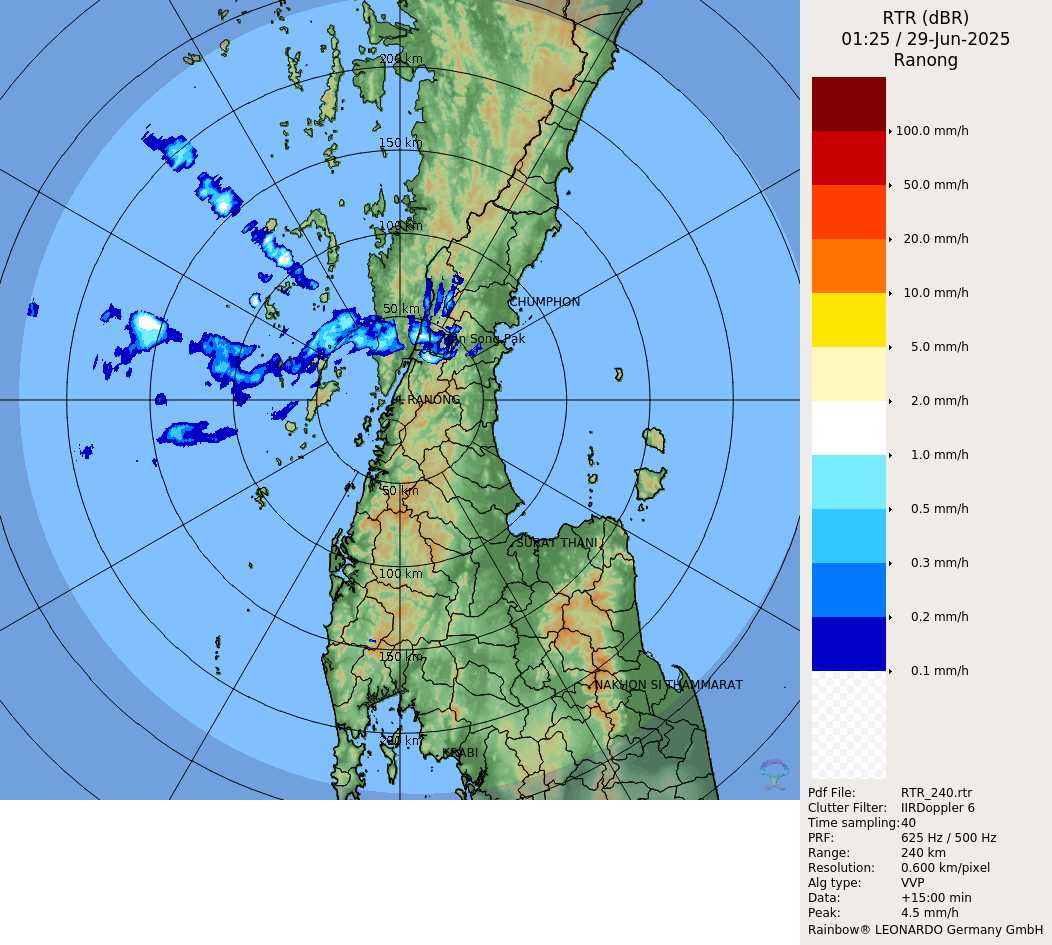 RTR (dBR)
01:25 / 29-Jun-2025
Ranong
100.0 mm/h
50.0 mm/h
20.0 mm/h
10.0 mm/h
5.0 mm/h
2.0 mm/h
1.0 mm/h
0.5 mm/h
0.3 mm/h
0.2 mm/h
0.1 mm/h
200 km
150 km
100 km
50 km
CHUMPHON
Song Pak
RANONG
50 km
SURAT THANI
100 km
150 km
NAKHON SI THAMMARAT
200 km
KRABI
Pdf File: RTR_240.rtr
Clutter Filter: IIRDoppler 6
Time sampling: 40
PRF: 625 Hz / 500 Hz
Range: 240 km
Resolution: 0.600 km/pixel
Alg type: VVP
Data: +15:00 min
Peak: 4.5 mm/h
Rainbow® LEONARDO Germany GmbH